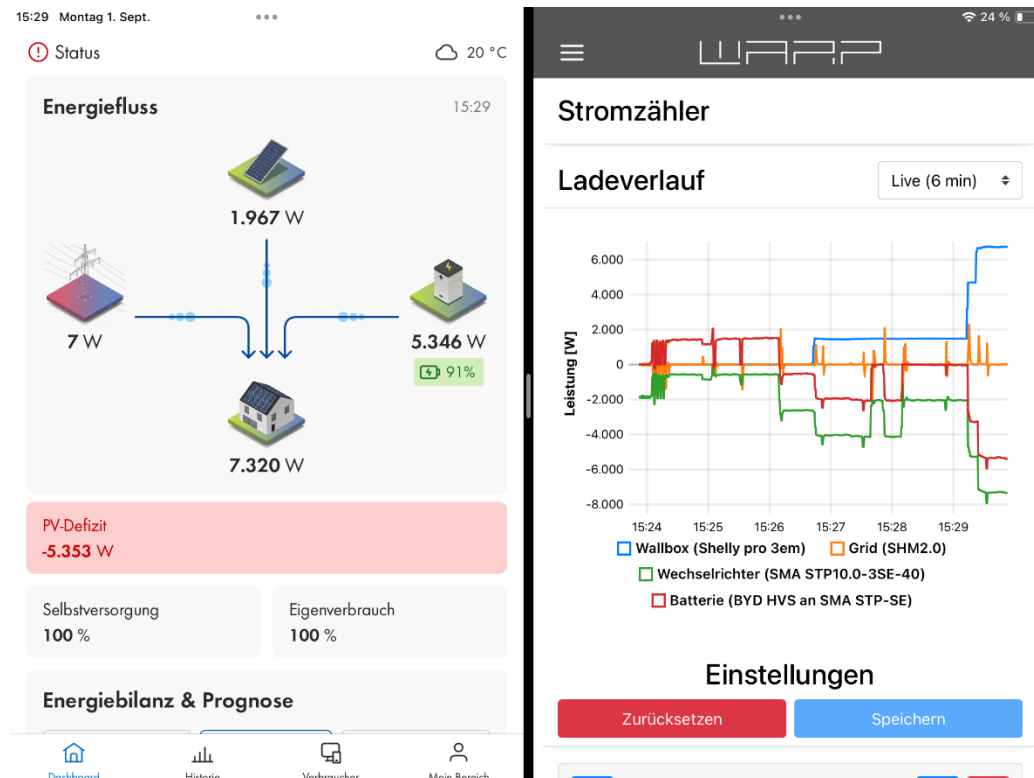 15:29 Montag 1. Sept.
Status
20 °C
Energiefluss
15:29
1.967 W
7 W
5.346 W
91%
7.320 W
PV-Defizit
-5.353 W
Selbstversorgung
100 %
Eigenverbrauch
100 %
Energiebilanz & Prognose
Dashboard
Historie
Verbraucher
Mein Bereich
24 %
WARP
Stromzähler
Ladeverlauf
Live (6 min)
Leistung [W]
6.000
4.000
2.000
0
-2.000
-4.000
-6.000
-8.000
15:24 15:25 15:26 15:27 15:28 15:29
Wallbox (Shelly pro 3em) Grid (SHM2.0)
Wechselrichter (SMA STP10.0-3SE-40)
Batterie (BYD HVS an SMA STP-SE)
Einstellungen
Zurücksetzen
Speichern